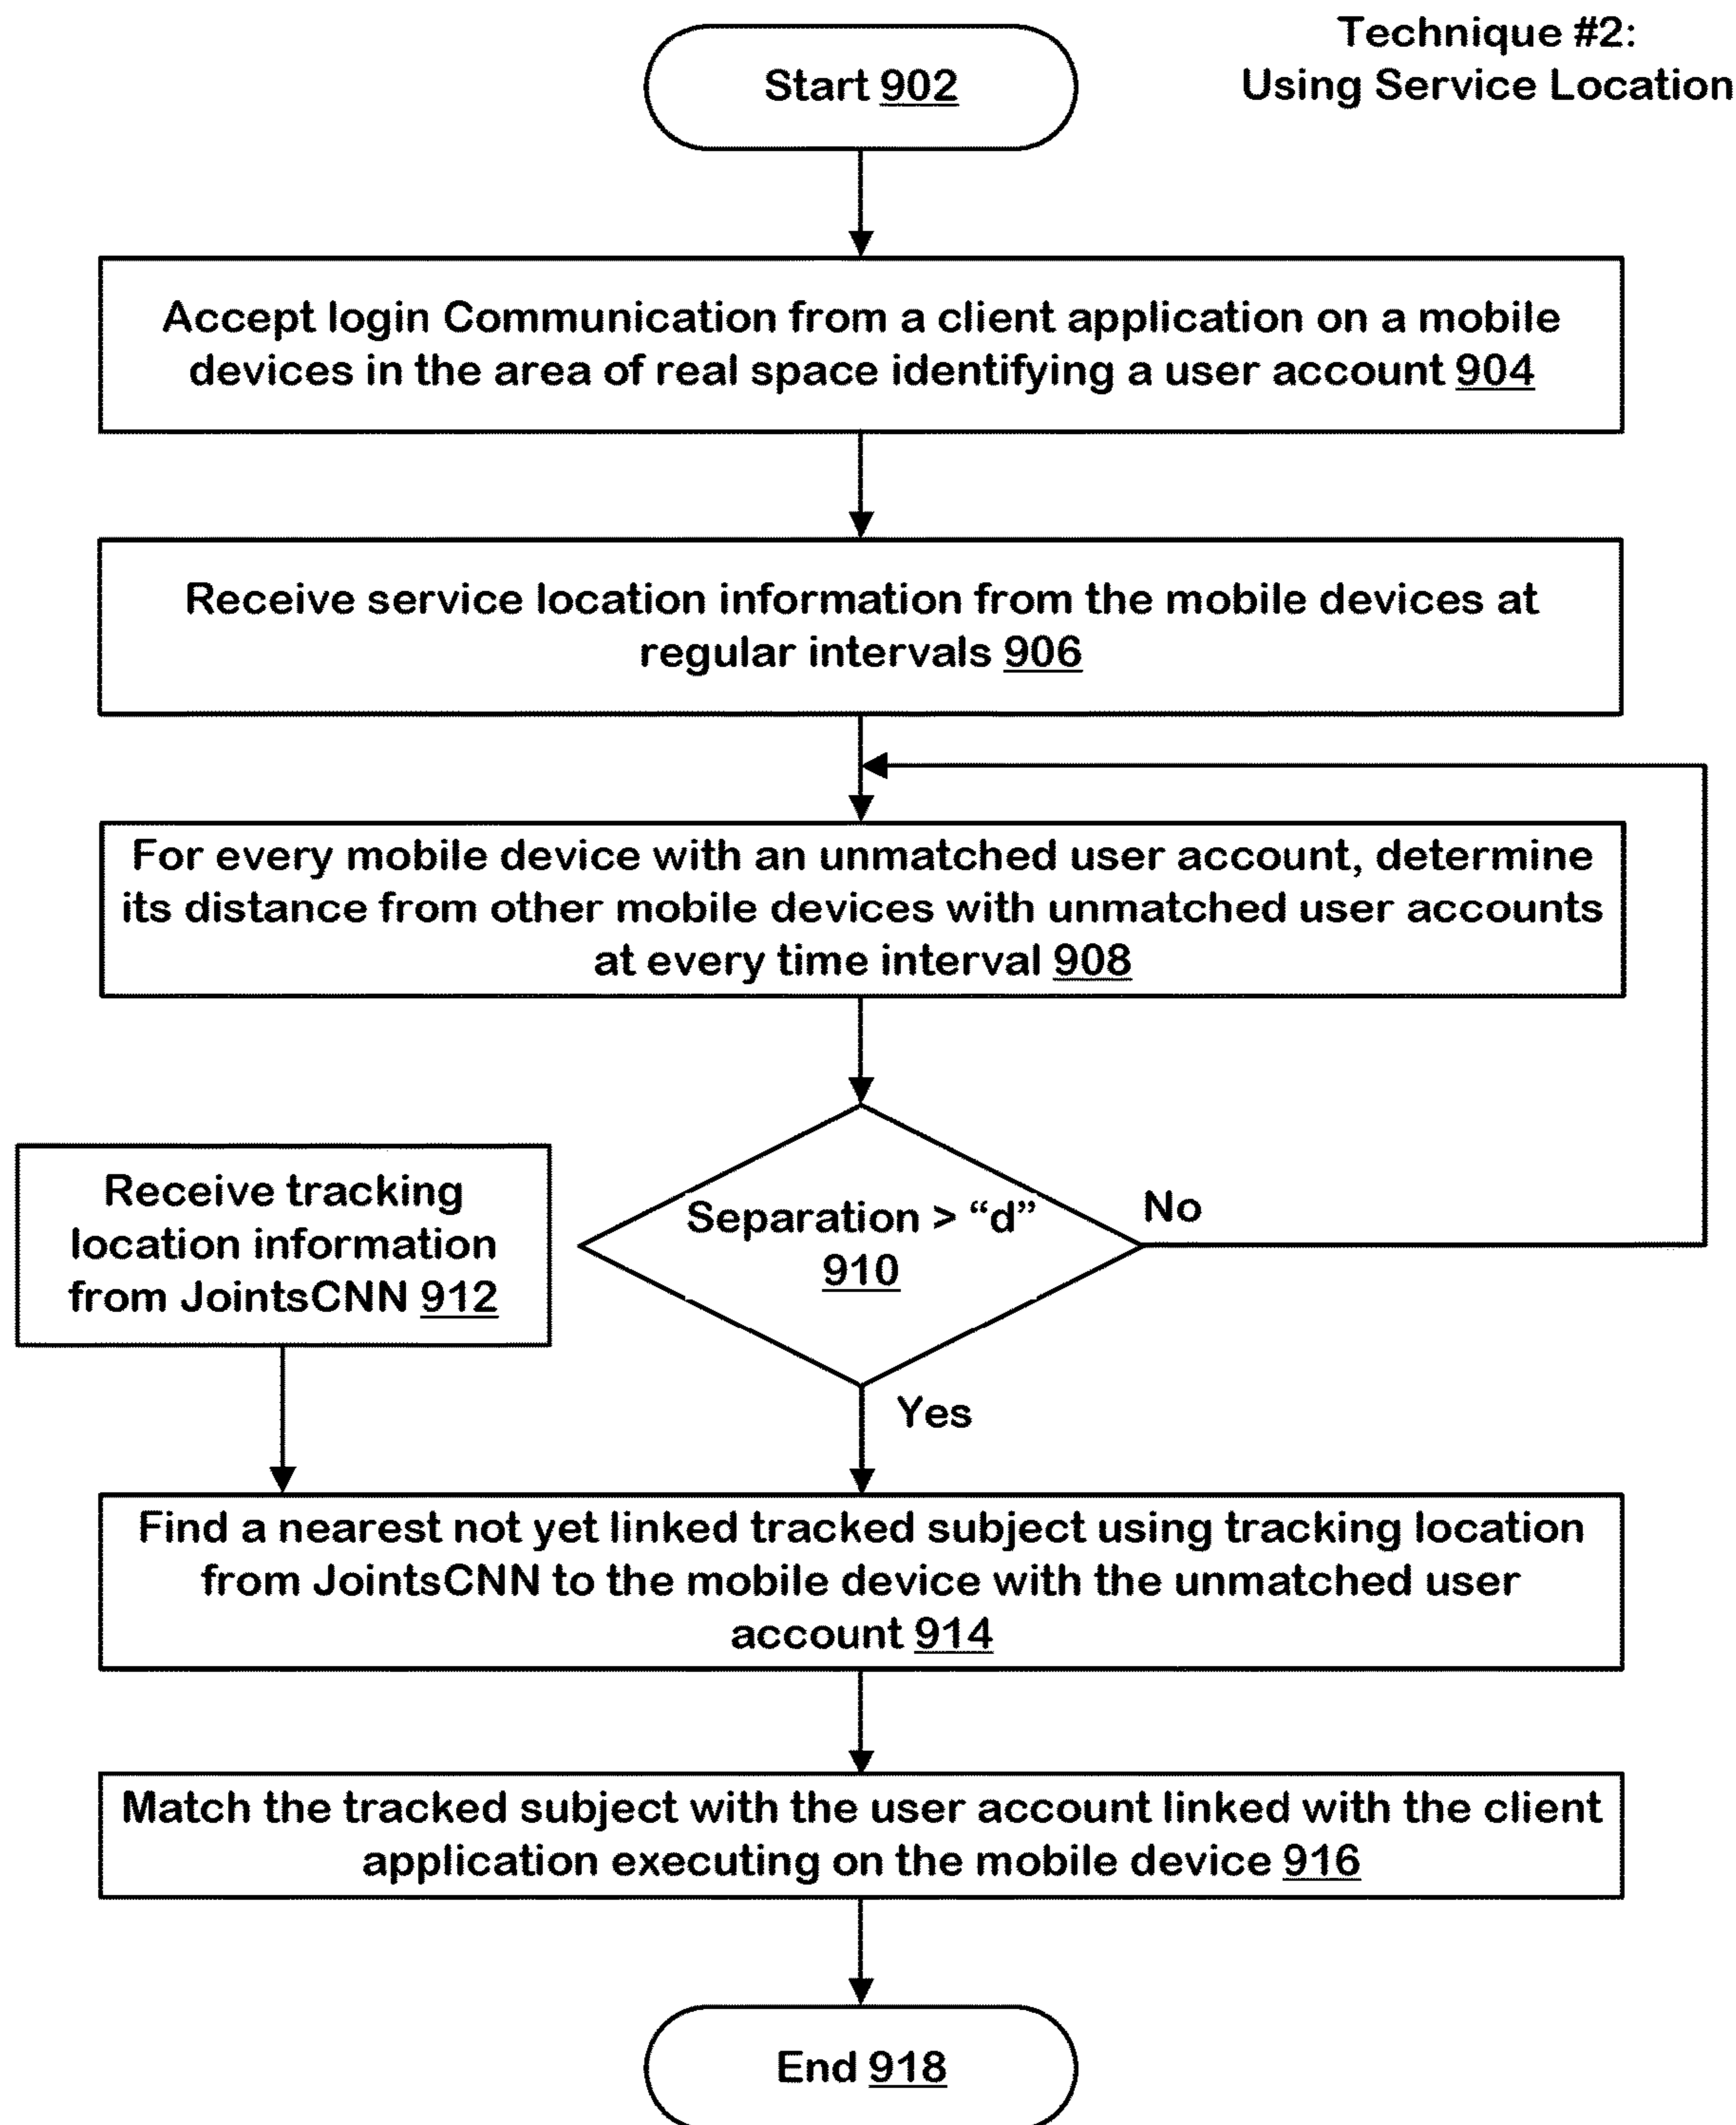 Technique #2:
Using Service Location
Start 902
Accept login Communication from a client application on a mobile
devices in the area of real space identifying a user account 904
Receive service location information from the mobile devices at
regular intervals 906
For every mobile device with an unmatched user account, determine
its distance from other mobile devices with unmatched user accounts
at every time interval 908
Separation > “d”
910
No
Receive tracking
location information
from JointsCNN 912
Yes
Find a nearest not yet linked tracked subject using tracking location
from JointsCNN to the mobile device with the unmatched user
account 914
Match the tracked subject with the user account linked with the client
application executing on the mobile device 916
End 918